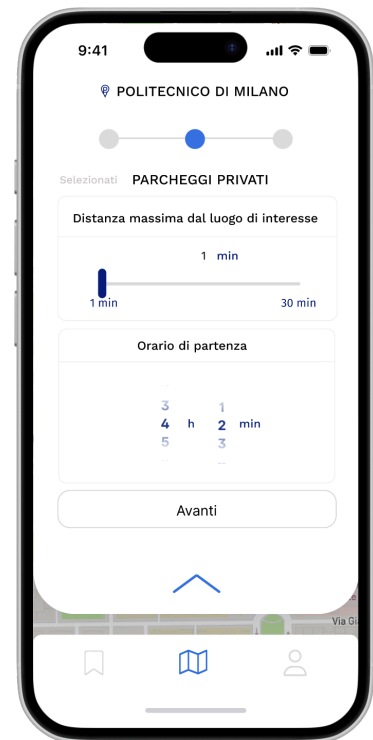 9:41
POLITECNICO DI MILANO
Selezionati PARCHEGGI PRIVATI
Distanza massima dal luogo di interesse
1 min
1 min 30 min
Orario di partenza
3 1
4 h 2 min
5 3
Avanti
Via Gi